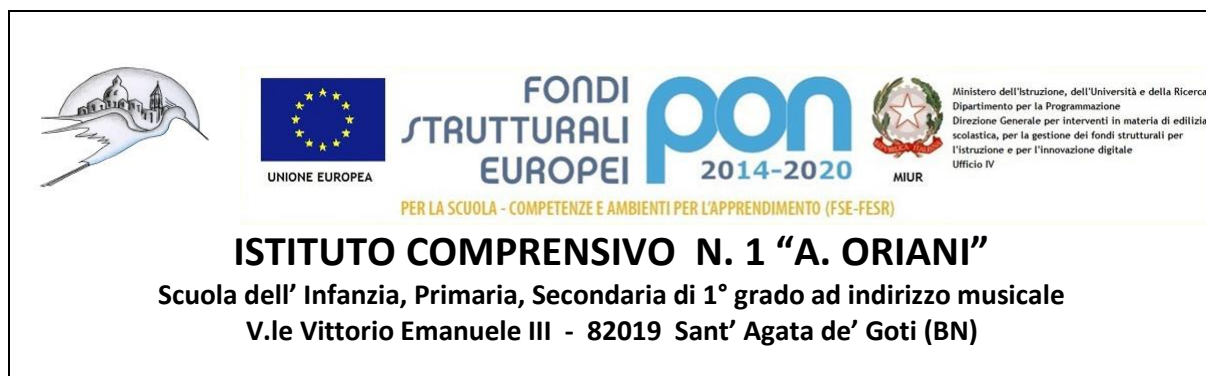 UNIONE EUROPEA
FONDI
STRUTTURALI
EUROPEI
pon
2014-2020
MIUR
Ministero dell'Istruzione, dell'Università e della Ricerca
Dipartimento per la Programmazione
Direzione Generale per interventi in materia di edilizia
scolastica, per la gestione dei fondi strutturali per
l'istruzione e per l'innovazione digitale
Ufficio IV
PER LA SCUOLA - COMPETENZE E AMBIENTI PER L'APPRENDIMENTO (FSE-FESR)
ISTITUTO COMPRENSIVO N. 1 “A. ORIANI”
Scuola dell’ Infanzia, Primaria, Secondaria di 1° grado ad indirizzo musicale
V.le Vittorio Emanuele III - 82019 Sant’ Agata de’ Goti (BN)